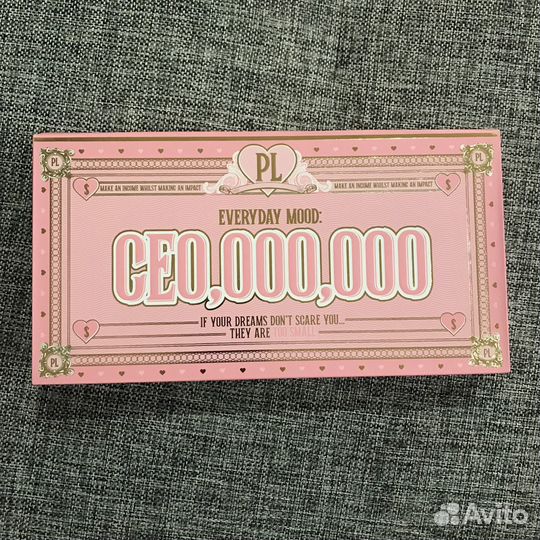 PL
PL
PL
$
MAKE AN INCOME WHILST MAKING AN IMPACT
MAKE AN INCOME WHILST MAKING AN IMPACT
$
EVERYDAY MOOD:
CEO,000,000
IF YOUR DREAMS DON'T SCARE YOU...
THEY ARE TOO SMALL
$
$
PL
PL
Avito